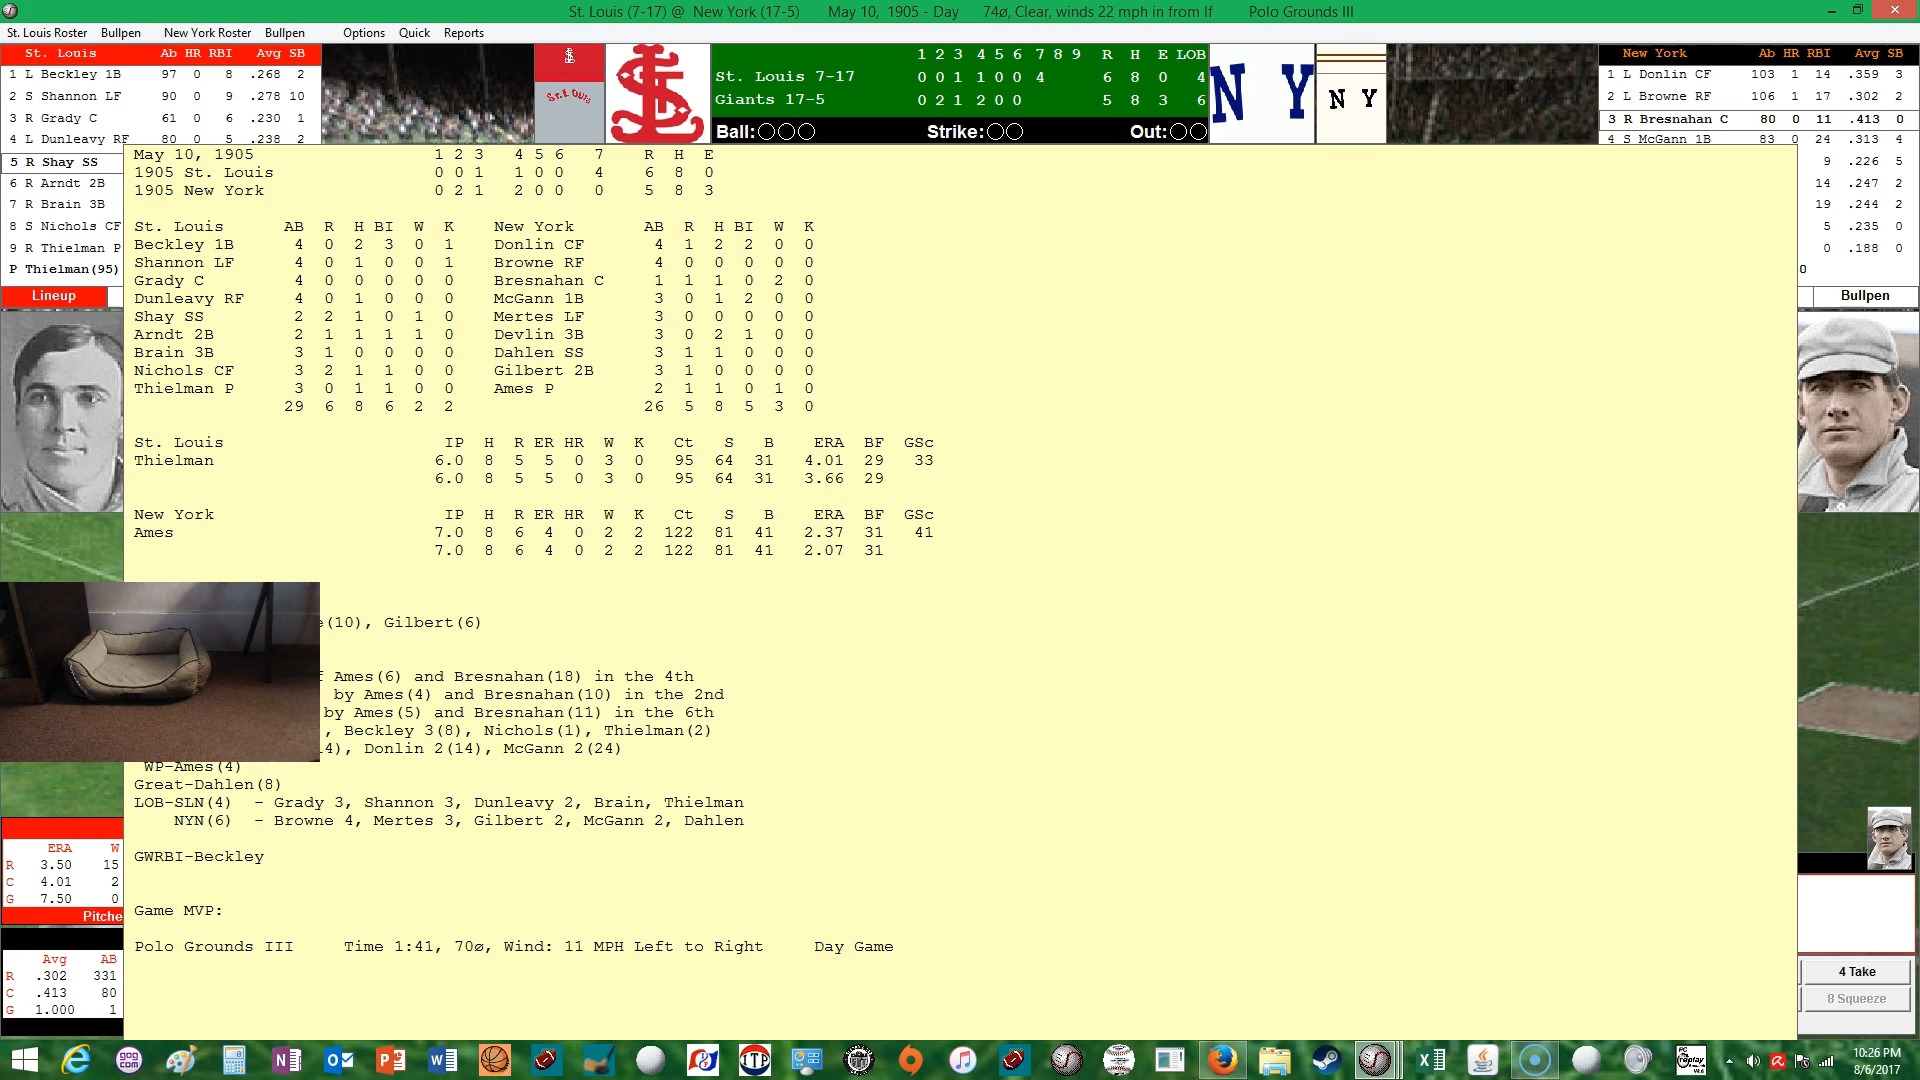 St. Louis (7-17) @ New York (17-5) May 10, 1905 - Day 74ø, Clear, winds 22 mph in from lf Polo Grounds III
St. Louis Roster Bullpen New York Roster Bullpen Options Quick Reports
St. Louis Ab HR RBI Avg SB
1 L Beckley 1B 97 0 8 .268 2
2 S Shannon LF 90 0 9 .278 10
3 R Grady C 61 0 6 .230 1
4 L Dunleavy RF 80 0 5 .238 2
5 R Shay SS
6 R Arndt 2B
7 R Brain 3B
8 S Nichols CF
9 R Thielman P
P Thielman(95)
Lineup
St.L OUIS
1 2 3 4 5 6 7 8 9 R H E LOB
St. Louis 7-17 0 0 1 1 0 0 4 6 8 0 4
Giants 17-5 0 2 1 2 0 0 5 8 3 6
Ball: Strike: Out:
N Y
N Y
New York Ab HR RBI Avg SB
1 L Donlin CF 103 1 14 .359 3
2 L Browne RF 106 1 17 .302 2
3 R Bresnahan C 80 0 11 .413 0
4 S McGann 1B 83 0 24 .313 4
9 .226 5
14 .247 2
19 .244 2
5 .235 0
0 .188 0
0
Bullpen
May 10, 1905 1 2 3 4 5 6 7 R H E
1905 St. Louis 0 0 1 1 0 0 4 6 8 0
1905 New York 0 2 1 2 0 0 0 5 8 3
St. Louis AB R H BI W K New York AB R H BI W K
Beckley 1B 4 0 2 3 0 1 Donlin CF 4 1 2 2 0 0
Shannon LF 4 0 1 0 0 1 Browne RF 4 0 0 0 0 0
Grady C 4 0 0 0 0 0 Bresnahan C 1 1 1 0 2 0
Dunleavy RF 4 0 1 0 0 0 McGann 1B 3 0 1 2 0 0
Shay SS 2 2 1 0 1 0 Mertes LF 3 0 0 0 0 0
Arndt 2B 2 1 1 1 1 0 Devlin 3B 3 0 2 1 0 0
Brain 3B 3 1 0 0 0 0 Dahlen SS 3 1 1 0 0 0
Nichols CF 3 2 1 1 0 0 Gilbert 2B 3 1 0 0 0 0
Thielman P 3 0 1 1 0 0 Ames P 2 1 1 0 1 0
29 6 8 6 2 2 26 5 8 5 3 0
St. Louis IP H R ER HR W K Ct S B ERA BF GSc
Thielman 6.0 8 5 5 0 3 0 95 64 31 4.01 29 33
6.0 8 5 5 0 3 0 95 64 31 3.66 29
New York IP H R ER HR W K Ct S B ERA BF GSc
Ames 7.0 8 6 4 0 2 2 122 81 41 2.37 31 41
7.0 8 6 4 0 2 2 122 81 41 2.07 31
e(10), Gilbert(6)
f Ames(6) and Bresnahan(18) in the 4th
by Ames(4) and Bresnahan(10) in the 2nd
by Ames(5) and Bresnahan(11) in the 6th
, Beckley 3(8), Nichols(1), Thielman(2)
4), Donlin 2(14), McGann 2(24)
WP-Ames(4)
Great-Dahlen(8)
LOB-SLN(4) - Grady 3, Shannon 3, Dunleavy 2, Brain, Thielman
NYN(6) - Browne 4, Mertes 3, Gilbert 2, McGann 2, Dahlen
GWRBI-Beckley
Game MVP:
Polo Grounds III Time 1:41, 70ø, Wind: 11 MPH Left to Right Day Game
ERA W
R 3.50 15
C 4.01 2
G 7.50 0
Pitche
Avg AB
R .302 331
C .413 80
G 1.000 1
4 Take
8 Squeeze
10:26 PM
8/6/2017